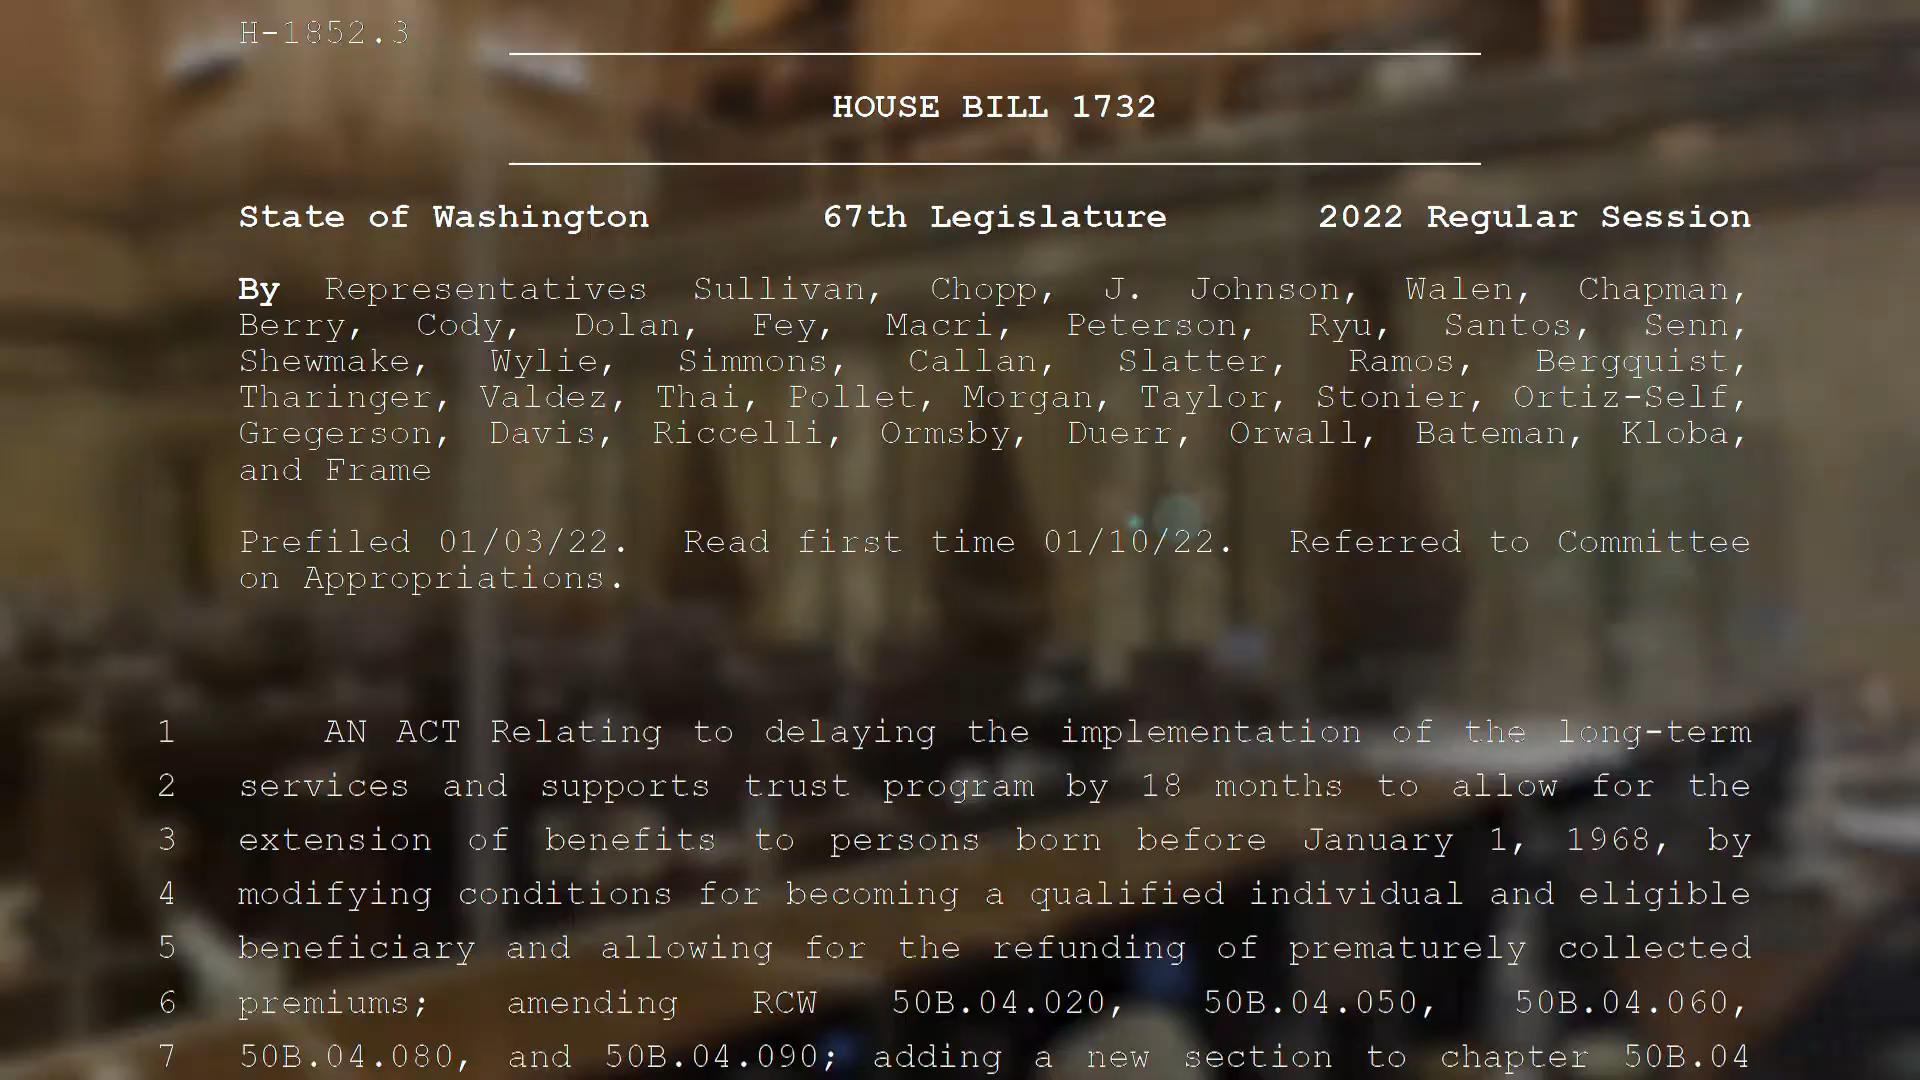 H-1852.3
HOUSE BILL 1732
State of Washington 67th Legislature 2022 Regular Session
By Representatives Sullivan, Chopp, J. Johnson, Walen, Chapman,
Berry, Cody, Dolan, Fey, Macri, Peterson, Ryu, Santos, Senn,
Shewmake, Wylie, Simmons, Callan, Slatter, Ramos, Bergquist,
Tharinger, Valdez, Thai, Pollet, Morgan, Taylor, Stonier, Ortiz-Self,
Gregerson, Davis, Riccelli, Ormsby, Duerr, Orwall, Bateman, Kloba,
and Frame
Prefiled 01/03/22. Read first time 01/10/22. Referred to Committee
on Appropriations.
1 AN ACT Relating to delaying the implementation of the long-term
2 services and supports trust program by 18 months to allow for the
3 extension of benefits to persons born before January 1, 1968, by
4 modifying conditions for becoming a qualified individual and eligible
5 beneficiary and allowing for the refunding of prematurely collected
6 premiums; amending RCW 50B.04.020, 50B.04.050, 50B.04.060,
7 50B.04.080, and 50B.04.090; adding a new section to chapter 50B.04